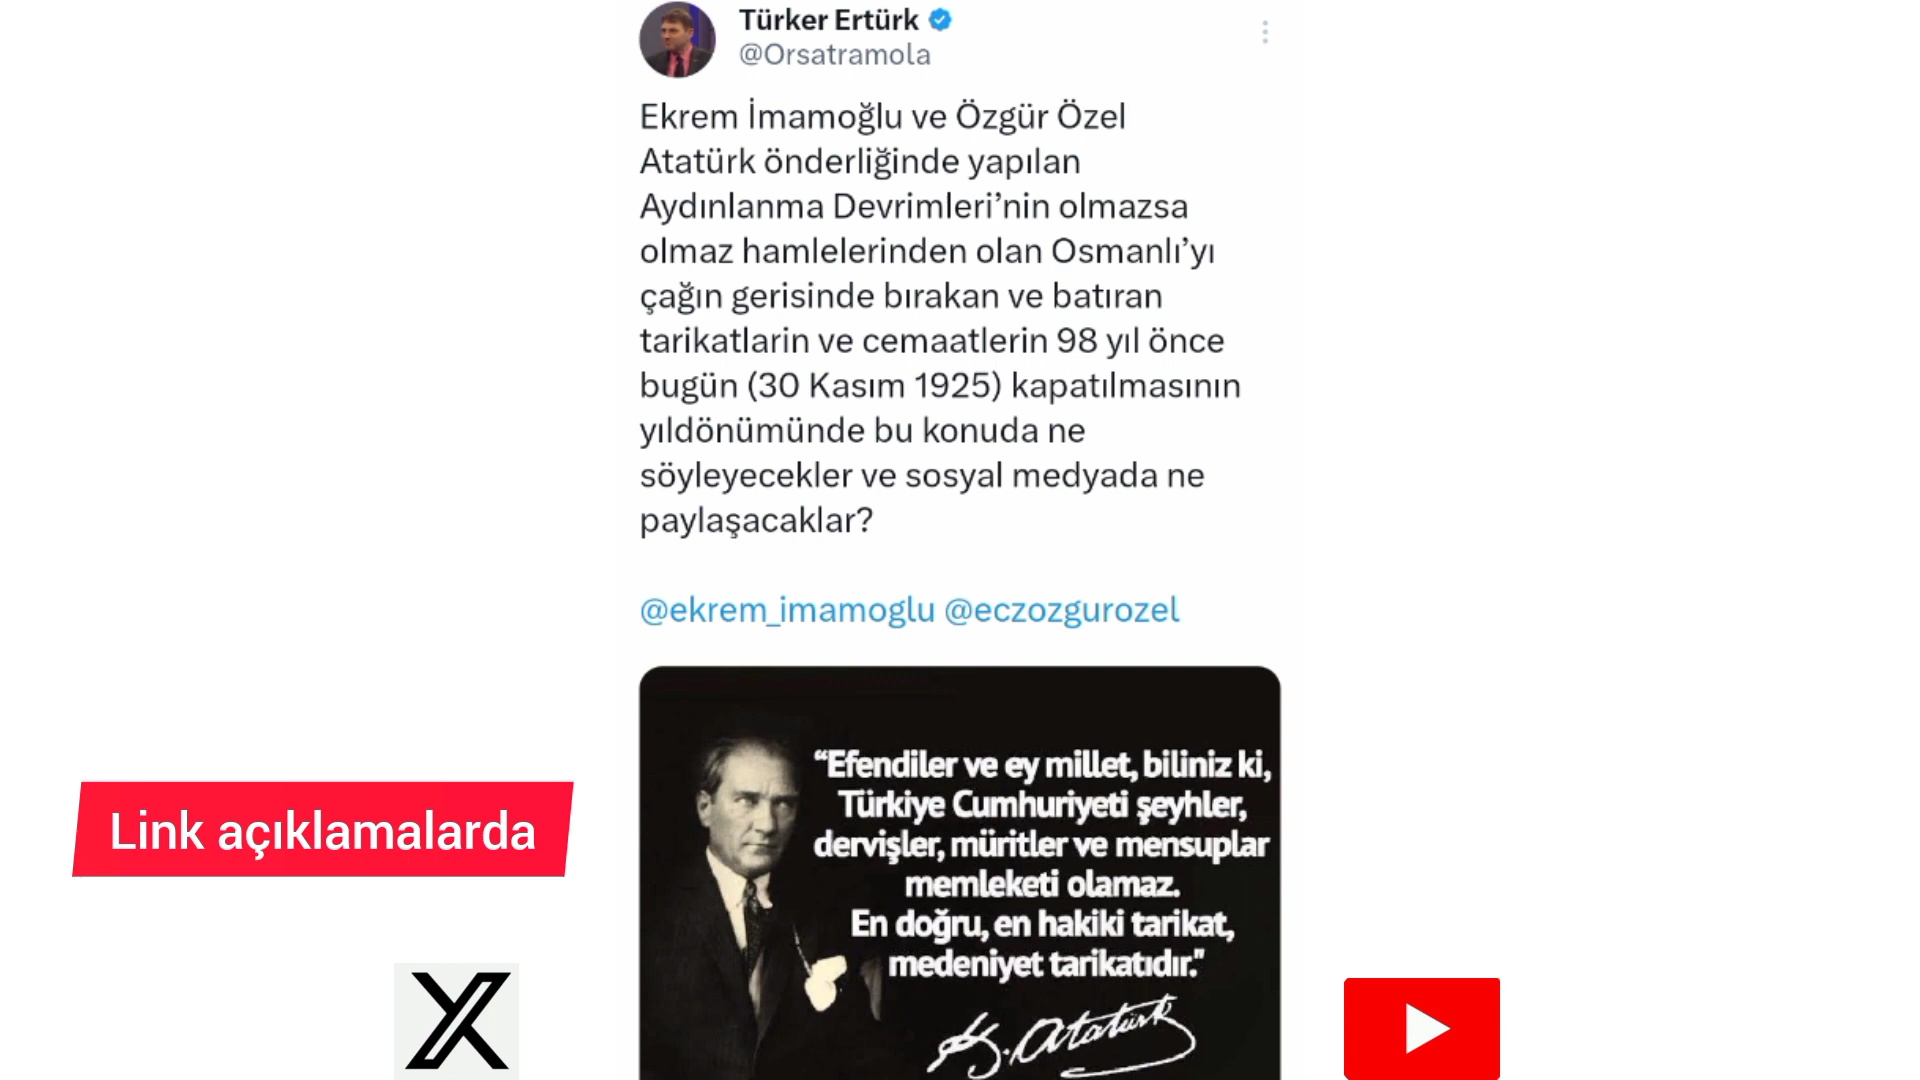 Türker Ertürk
@Orsatramola
Ekrem İmamoğlu ve Özgür Özel
Atatürk önderliğinde yapılan
Aydınlanma Devrimleri’nin olmazsa
olmaz hamlelerinden olan Osmanlı’yı
çağın gerisinde bırakan ve batıran
tarikatlarin ve cemaatlerin 98 yıl önce
bugün (30 Kasım 1925) kapatılmasının
yıldönümünde bu konuda ne
söyleyecekler ve sosyal medyada ne
paylaşacaklar?
@ekrem_imamoglu @eczozgurozel
“Efendiler ve ey millet, biliniz ki,
Türkiye Cumhuriyeti şeyhler,
dervişler, müritler ve mensuplar
memleketi olamaz.
En doğru, en hakiki tarikat,
medeniyet tarikatıdır."
K. Atatürk
Link açıklamalarda
X